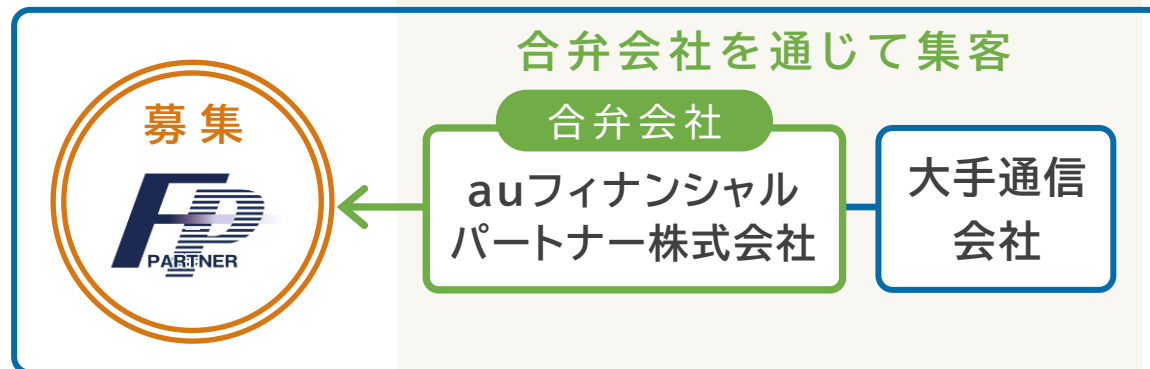 合弁会社を通じて集客
募集
FP
PARTNER
合弁会社
auフィナンシャル
パートナー株式会社
大手通信
会社